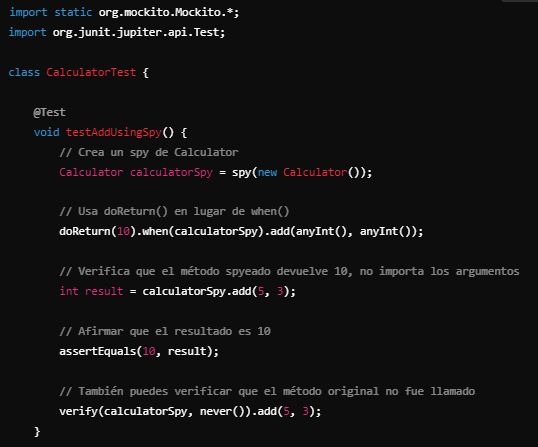 import static org.mockito.Mockito.*;
import org.junit.jupiter.api.Test;
class CalculatorTest {
@Test
void testAddUsingSpy() {
// Crea un spy de Calculator
Calculator calculatorSpy = spy(new Calculator());
// Usa doReturn() en lugar de when()
doReturn(10).when(calculatorSpy).add(anyInt(), anyInt());
// Verifica que el método spyeado devuelve 10, no importa los argumentos
int result = calculatorSpy.add(5, 3);
// Afirmar que el resultado es 10
assertEquals(10, result);
// También puedes verificar que el método original no fue llamado
verify(calculatorSpy, never()).add(5, 3);
}